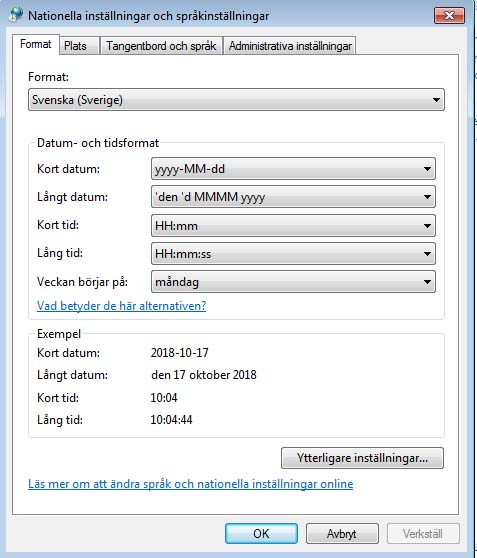 Nationella inställningar och språkinställningar
Format Plats Tangentbord och språk Administrativa inställningar
Format:
Svenska (Sverige)
Datum- och tidsformat
Kort datum: yyyy-MM-dd
Långt datum: 'den 'd MMMM yyyy
Kort tid: HH:mm
Lång tid: HH:mm:ss
Veckan börjar på: måndag
Vad betyder de här alternativen?
Exempel
Kort datum: 2018-10-17
Långt datum: den 17 oktober 2018
Kort tid: 10:04
Lång tid: 10:04:44
Ytterligare inställningar...
Läs mer om att ändra språk och nationella inställningar online
OK Avbryt Verkställ